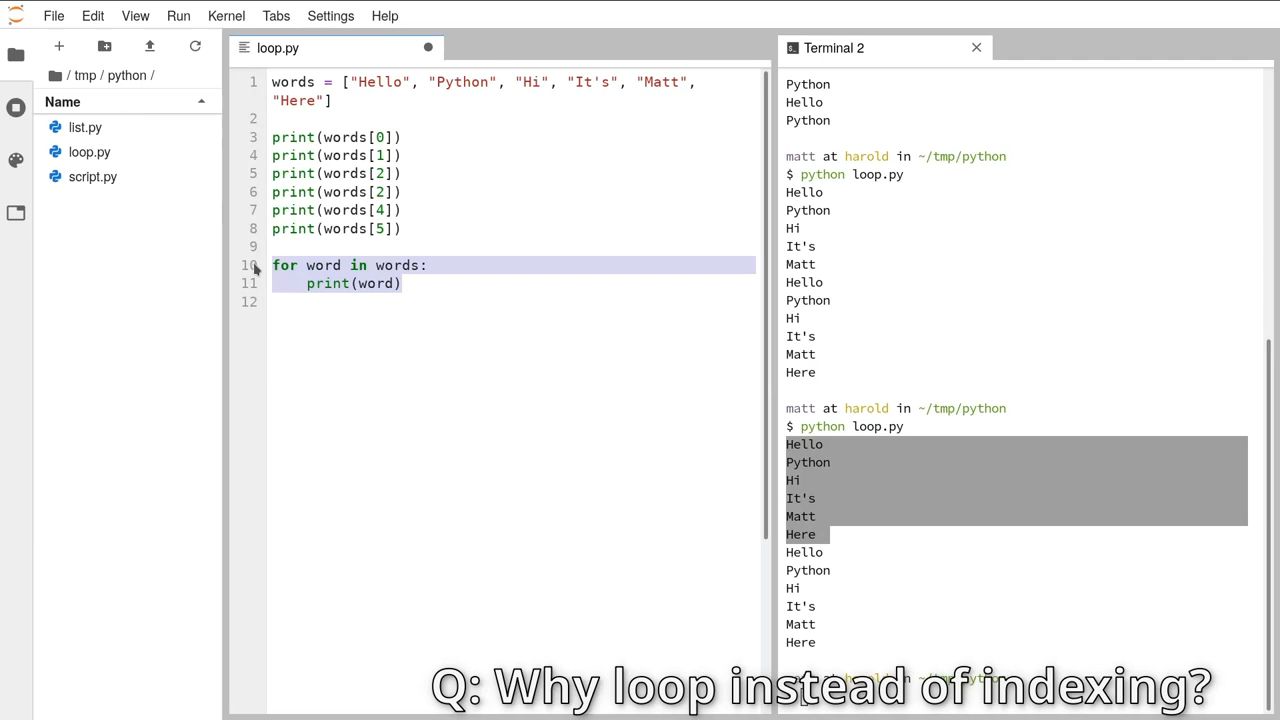 File Edit View Run Kernel Tabs Settings Help
/ tmp / python /
Name
list.py
loop.py
script.py
loop.py
1 words = ["Hello", "Python", "Hi", "It's", "Matt",
"Here"]
2
3 print(words[0])
4 print(words[1])
5 print(words[2])
6 print(words[2])
7 print(words[4])
8 print(words[5])
9
10 for word in words:
11 print(word)
12
Terminal 2
Python
Hello
Python
matt at harold in ~/tmp/python
$ python loop.py
Hello
Python
Hi
It's
Matt
Hello
Python
Hi
It's
Matt
Here
matt at harold in ~/tmp/python
$ python loop.py
Hello
Python
Hi
It's
Matt
Here
Hello
Python
Hi
It's
Matt
Here
Q: Why loop instead of indexing?